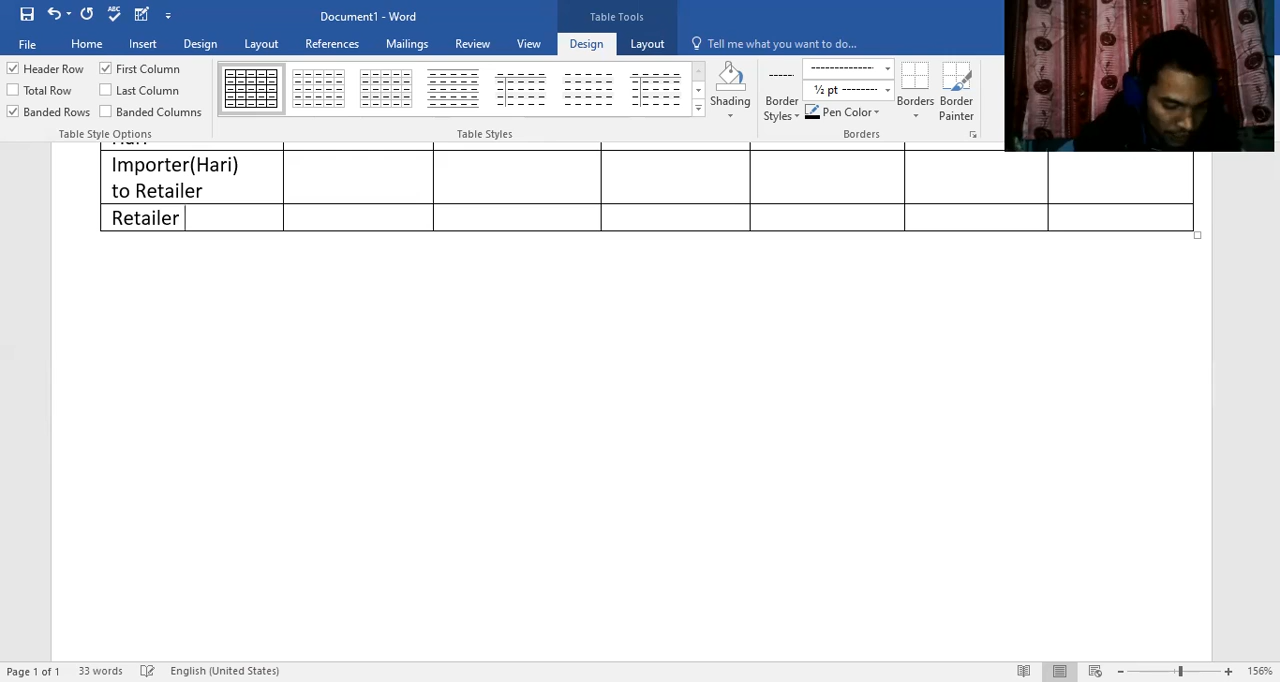 Document1 - Word
Table Tools
File Home Insert Design Layout References Mailings Review View Design Layout Tell me what you want to do...
Header Row First Column
Total Row Last Column
Banded Rows Banded Columns
Table Style Options
Table Styles
Shading
Border Styles
½ pt
Pen Color
Borders
Border Painter
Borders
Importer(Hari)
to Retailer
Retailer
Page 1 of 1 33 words English (United States) 156%